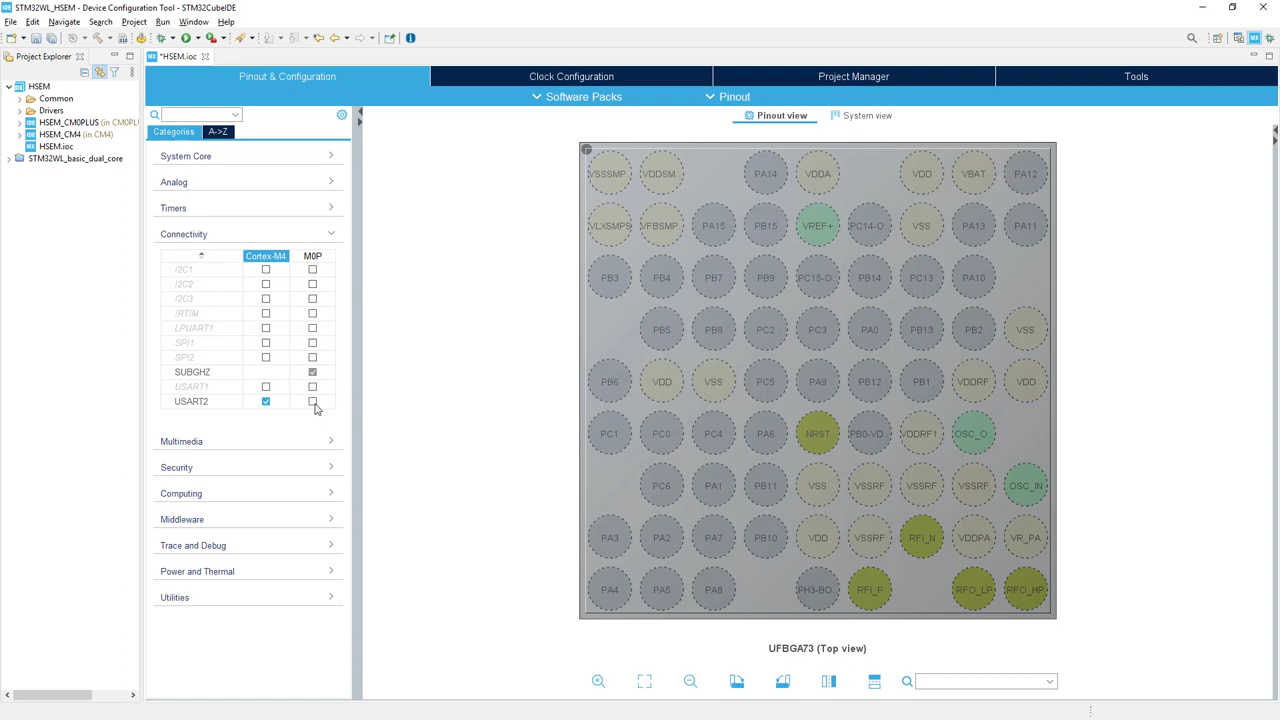 STM32WL_HSEM - Device Configuration Tool - STM32CubeIDE
File Edit Navigate Search Project Run Window Help
Project Explorer
*HSEM.ioc
HSEM
Common
Drivers
HSEM_CM0PLUS (in CM0PLU
HSEM_CM4 (in CM4)
HSEM.ioc
STM32WL_basic_dual_core
Pinout & Configuration
Clock Configuration
Project Manager
Tools
Software Packs
Pinout
Categories
A->Z
Pinout view
System view
System Core
Analog
Timers
Connectivity
Cortex-M4 M0P
I2C1
I2C2
I2C3
IRTIM
LPUART1
SPI1
SPI2
SUBGHZ
USART1
USART2
Multimedia
Security
Computing
Middleware
Trace and Debug
Power and Thermal
Utilities
VSSSMP. VDDSM. PA14 VDDA VDD VBAT PA12
VLXSMPS VFBSMP. PA15 PB15 VREF+ PC14-O. VSS PA13 PA11
PB3 PB4 PB7 PB9 PC15-O. PB14 PC13 PA10
PB5 PB8 PC2 PC3 PA0 PB13 PB2 VSS
PB6 VDD VSS PC5 PA9 PB12 PB1 VDDRF VDD
PC1 PC0 PC4 PA6 NRST PB0-VD. VDDRF1. OSC_O.
PC6 PA1 PB11 VSS VSSRF VSSRF VSSRF OSC_IN
PA3 PA2 PA7 PB10 VDD VSSRF RFI_N VDDPA VR_PA
PA4 PA5 PA8 PH3-BO. RFI_P RFO_LP RFO_HP
UFBGA73 (Top view)